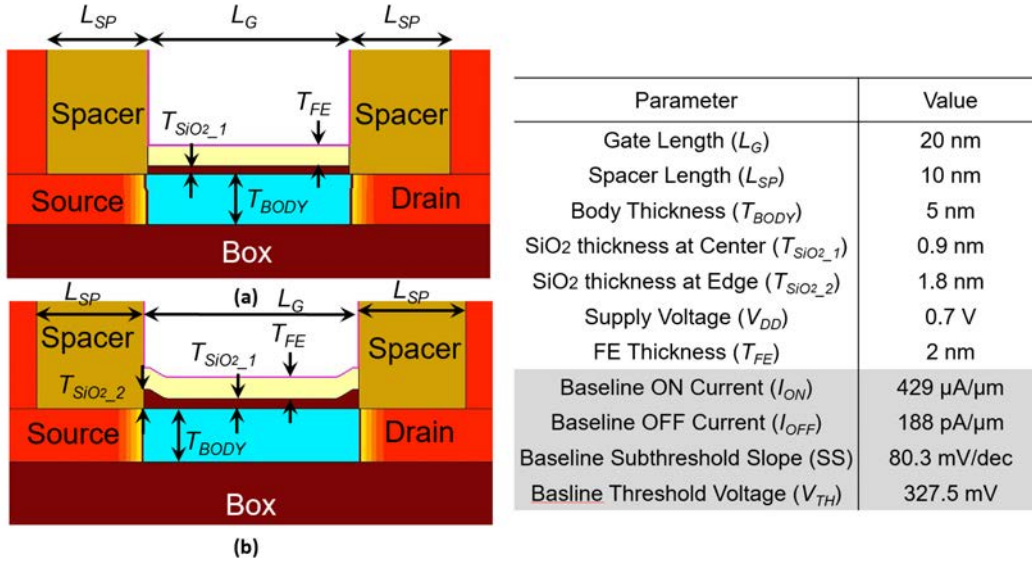 L_SP L_G L_SP
Spacer T_SiO2_1 T_FE Spacer
Source T_BODY Drain
Box
(a)
L_SP L_G L_SP
Spacer T_SiO2_1 T_FE Spacer
T_SiO2_2
Source T_BODY Drain
Box
(b)
Parameter Value
Gate Length (L_G) 20 nm
Spacer Length (L_SP) 10 nm
Body Thickness (T_BODY) 5 nm
SiO2 thickness at Center (T_SiO2_1) 0.9 nm
SiO2 thickness at Edge (T_SiO2_2) 1.8 nm
Supply Voltage (V_DD) 0.7 V
FE Thickness (T_FE) 2 nm
Baseline ON Current (I_ON) 429 µA/µm
Baseline OFF Current (I_OFF) 188 pA/µm
Baseline Subthreshold Slope (SS) 80.3 mV/dec
Basline Threshold Voltage (V_TH) 327.5 mV